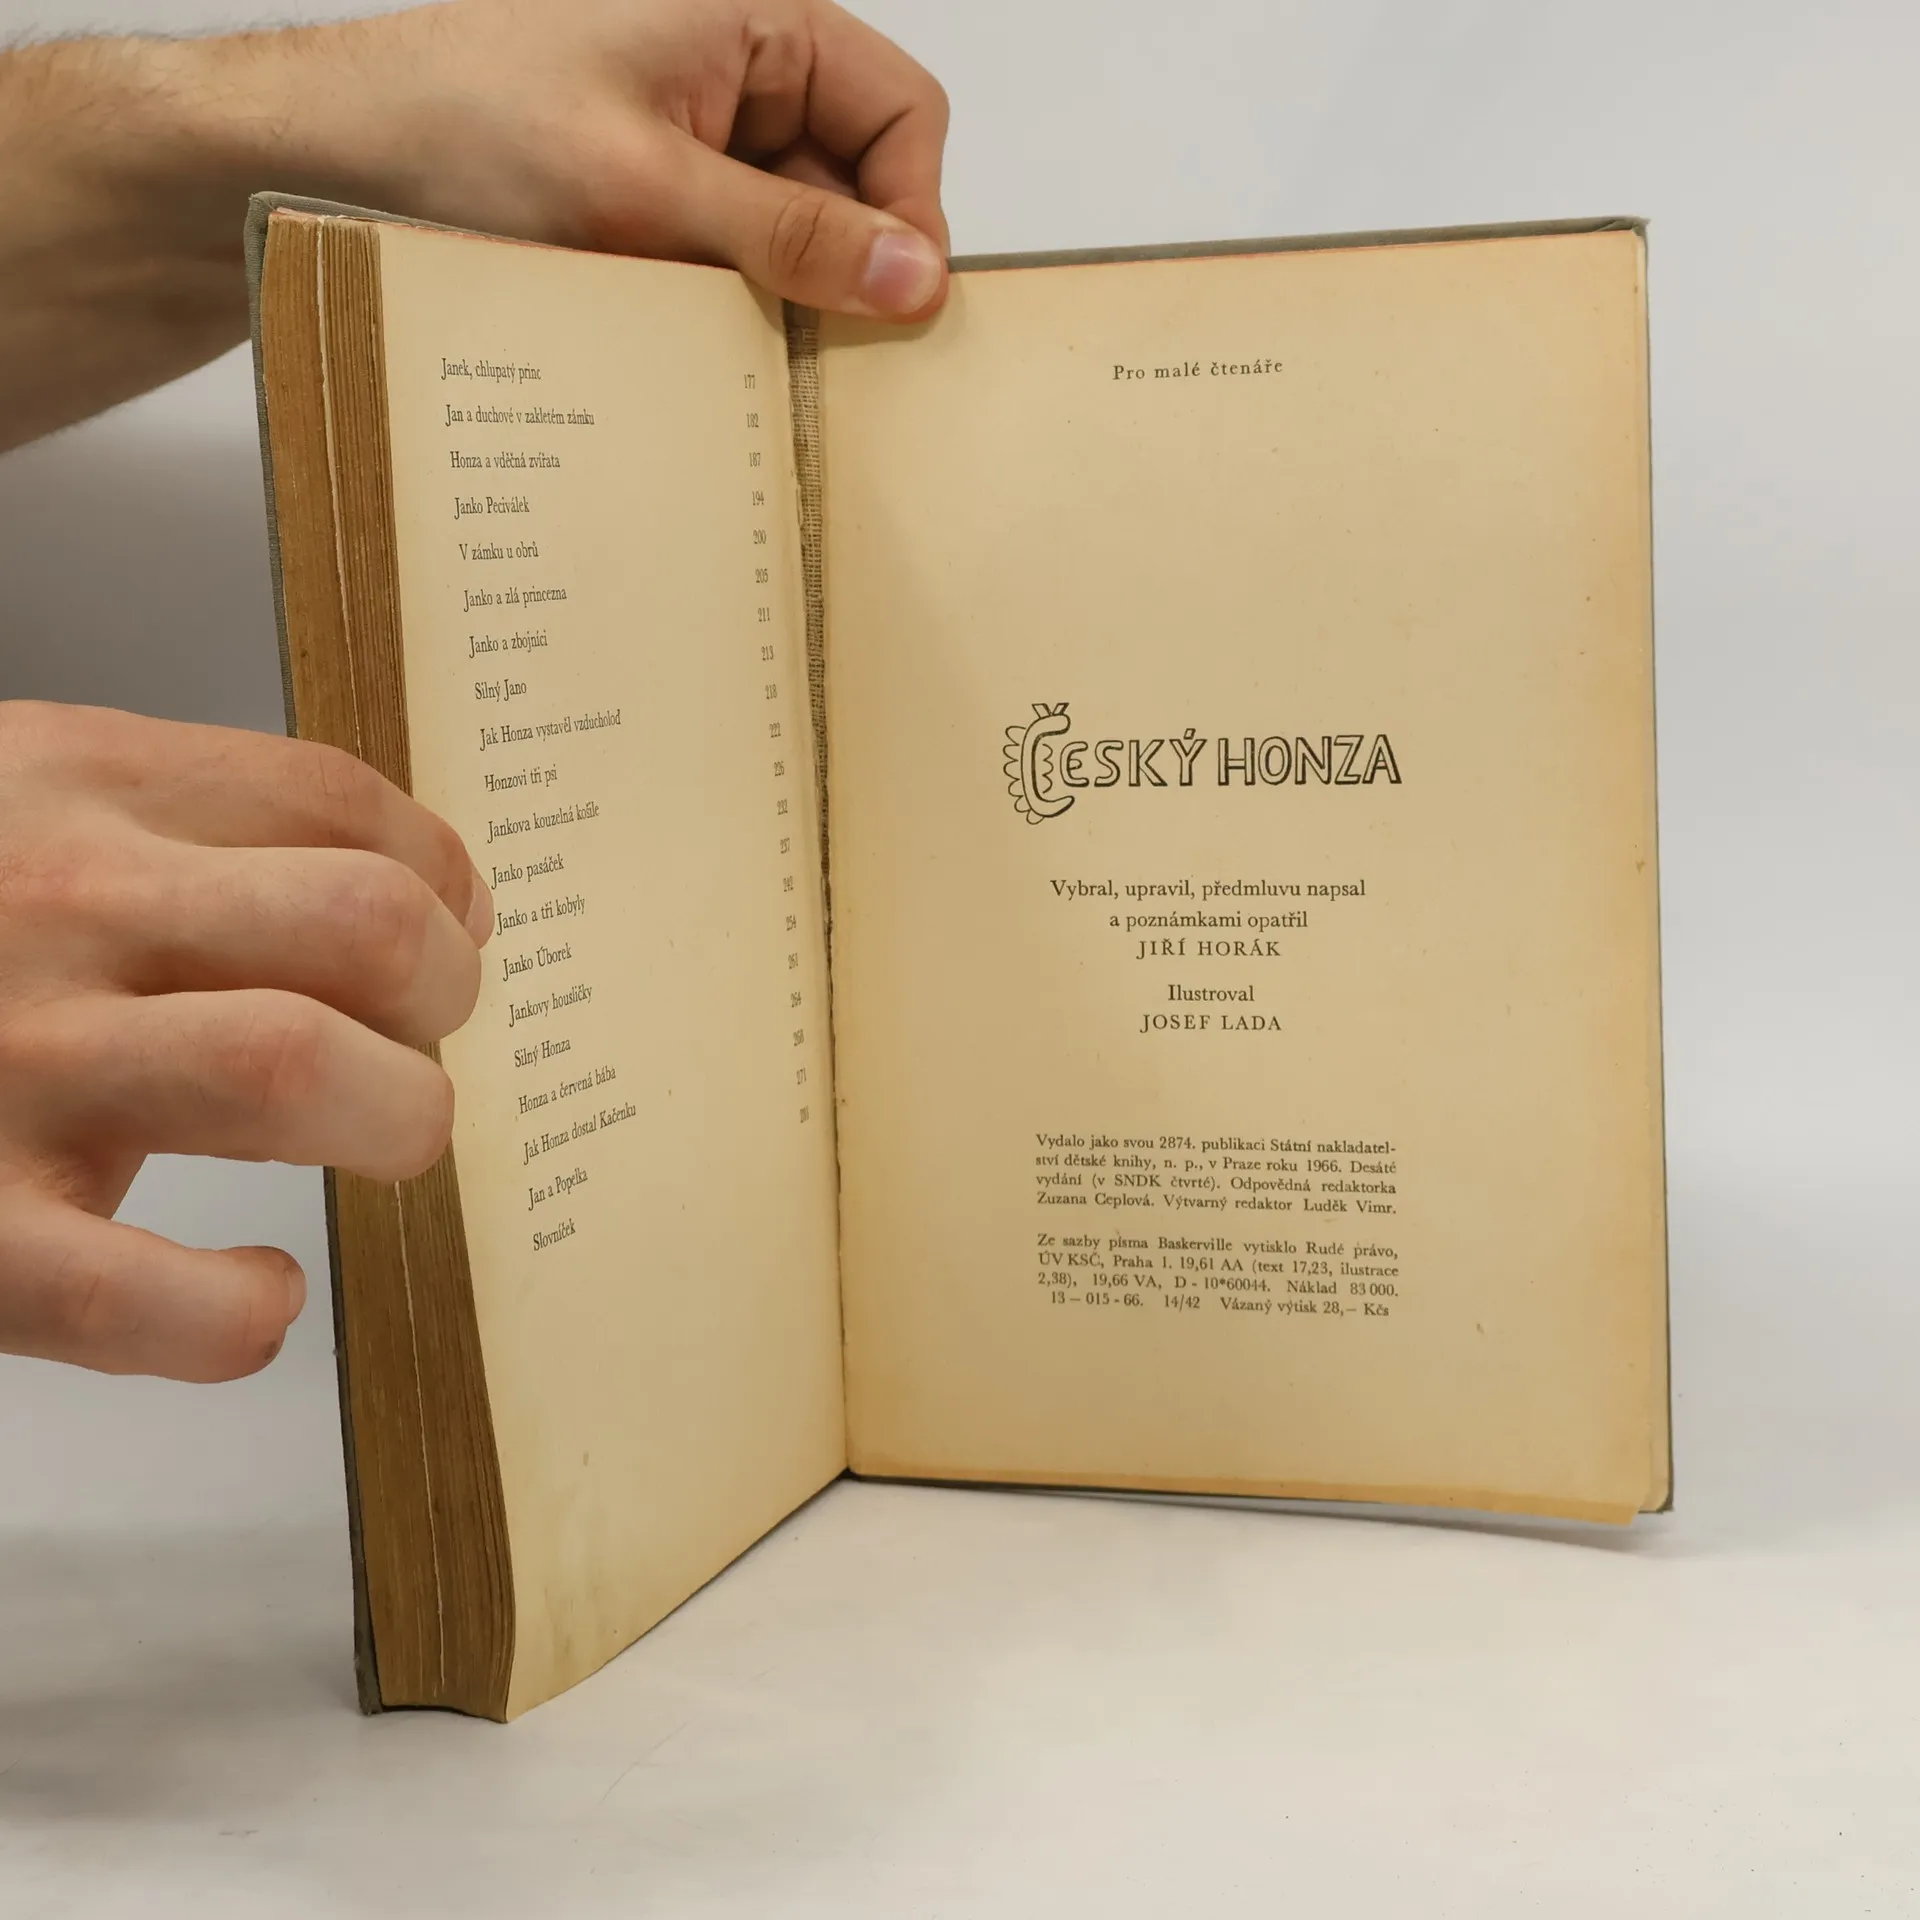 Janek, chlupatý princ 177
Jan a duchové v zakletém zámku 182
Honza a vděčná zvířata 187
Janko Peciválek 194
V zámku u obrů 200
Janko a zlá princezna 205
Janko a zbojníci 211
Silný Jano 213
Jak Honza vystavěl vzducholoď 218
Honzovi tři psi 222
Jankova kouzelná košile 226
Janko pasáček 232
Janko a tři kobyly 237
Janko Úborek 242
Jankovy housličky 254
Silný Honza 261
Honza a červená bába 264
Jak Honza dostal Kačenku 268
Jan a Popelka 271
Slovníček
Pro malé čtenáře
ČESKÝ HONZA
Vybral, upravil, předmluvu napsal
a poznámkami opatřil
JIŘÍ HORÁK
Ilustroval
JOSEF LADA
Vydalo jako svou 2874. publikaci Státní nakladatel-
ství dětské knihy, n. p., v Praze roku 1966. Desáté
vydání (v SNDK čtvrté). Odpovědná redaktorka
Zuzana Ceplová. Výtvarný redaktor Luděk Vimr.
Ze sazby písma Baskerville vytisklo Rudé právo,
ÚV KSČ, Praha 1. 19,61 AA (text 17,23, ilustrace
2,38), 19,66 VA, D - 10*60044. Náklad 83 000.
13 — 015 - 66. 14/42 Vázaný výtisk 28,— Kčs